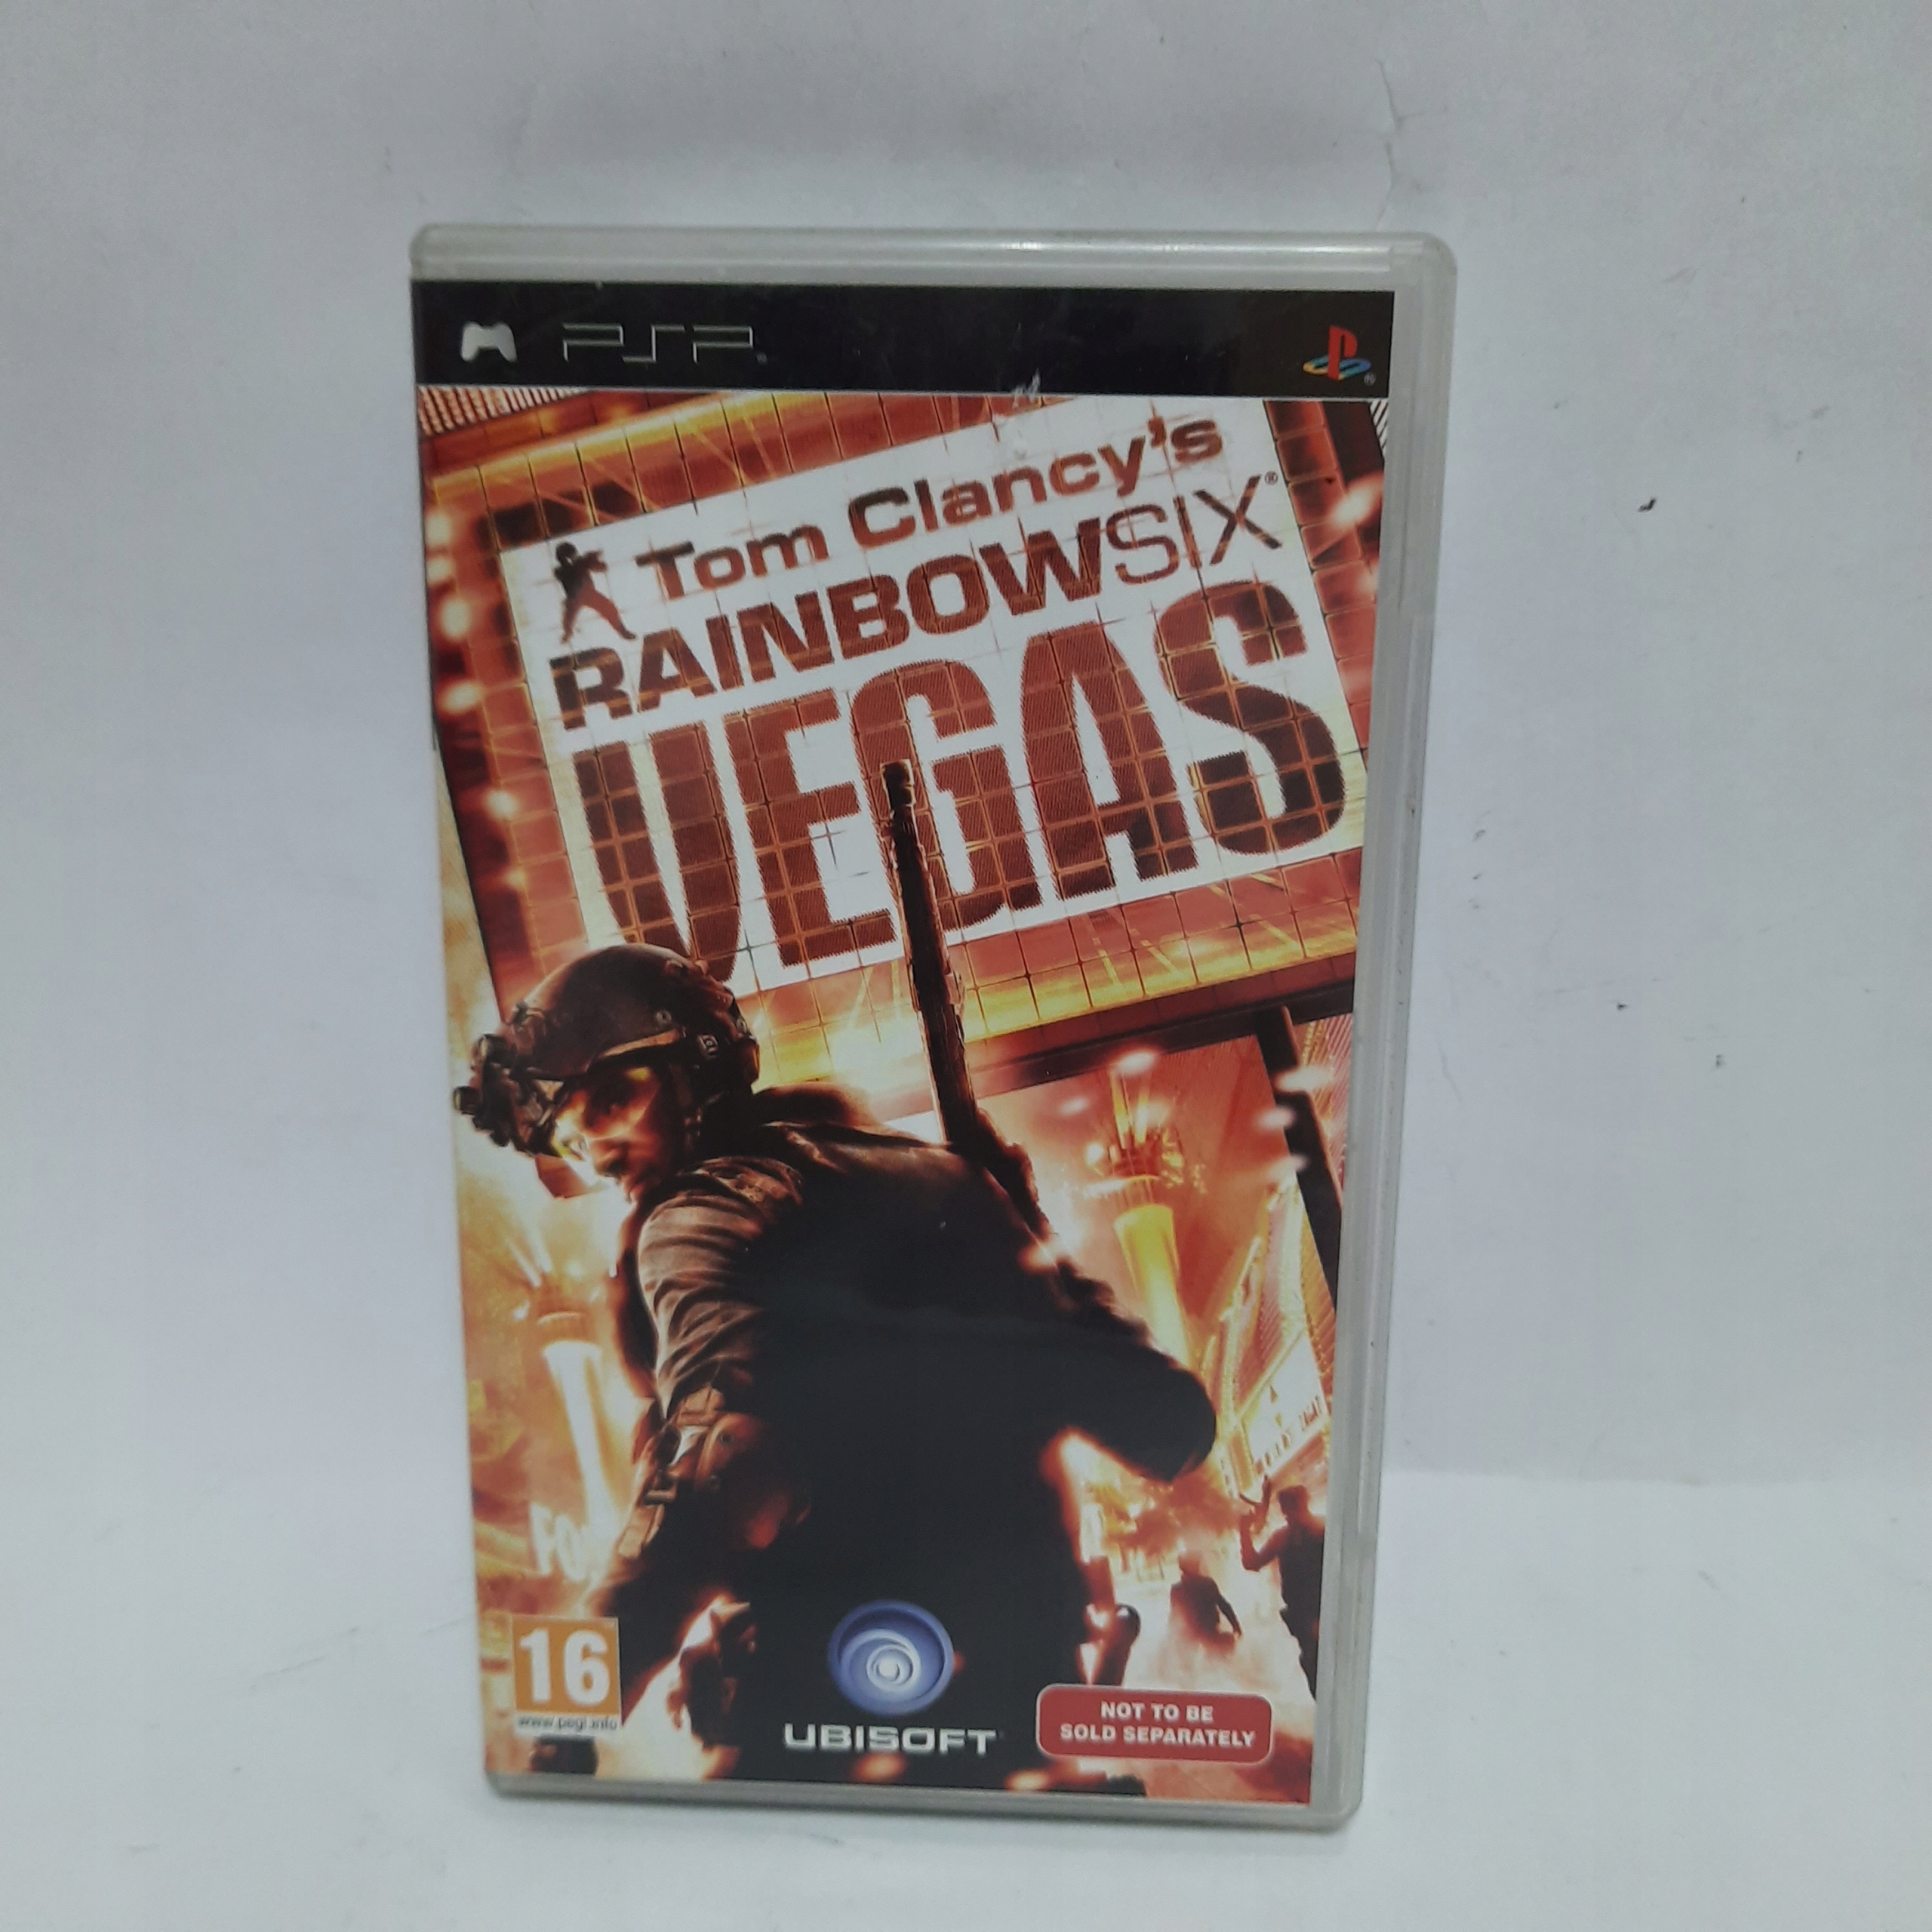 PSP
Tom Clancy's
RAINBOWSIX®
VEGAS
16
www.pegi.info
UBISOFT
NOT TO BE
SOLD SEPARATELY